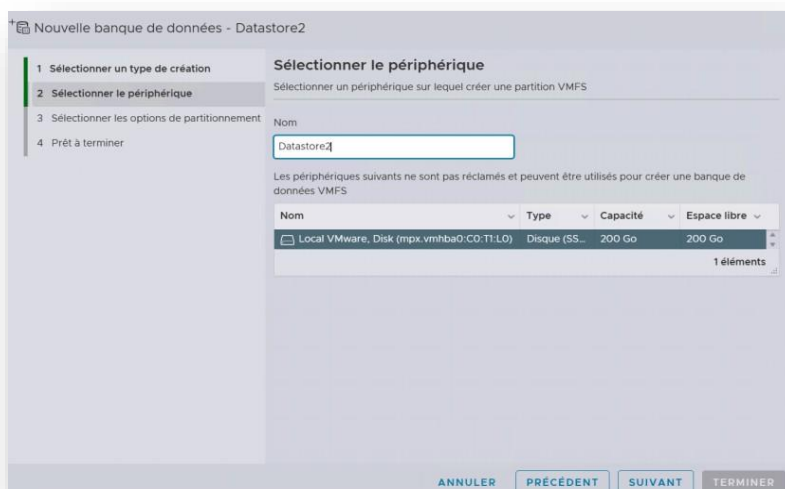 Nouvelle banque de données - Datastore2
1 Sélectionner un type de création
2 Sélectionner le périphérique
3 Sélectionner les options de partitionnement
4 Prêt à terminer
Sélectionner le périphérique
Sélectionner un périphérique sur lequel créer une partition VMFS
Nom
Datastore2
Les périphériques suivants ne sont pas réclamés et peuvent être utilisés pour créer une banque de
données VMFS
Nom Type Capacité Espace libre
Local VMware, Disk (mpx.vmhba0:C0:T1:L0) Disque (SS... 200 Go 200 Go
1 éléments
ANNULER PRÉCÉDENT SUIVANT TERMINER